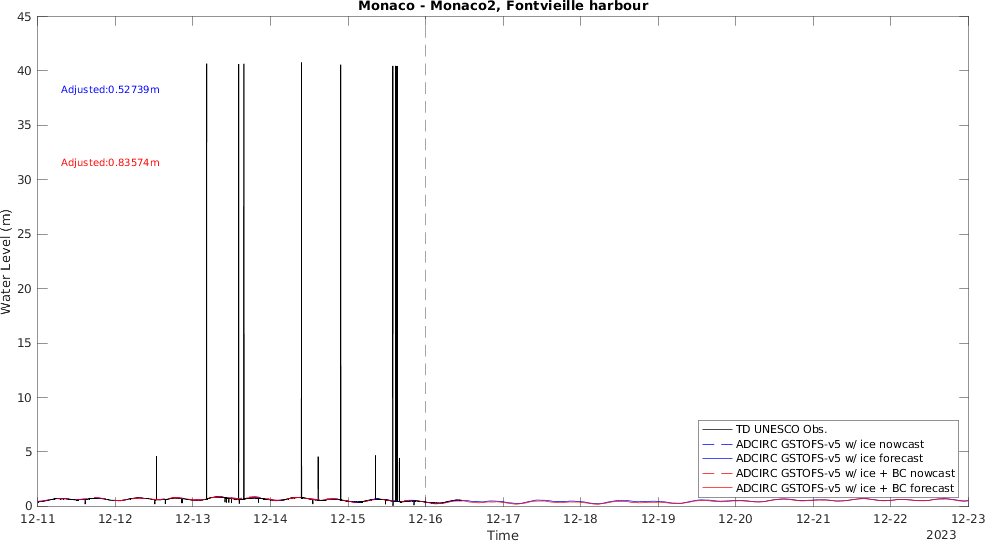 Monaco - Monaco2, Fontvieille harbour
Water Level (m)
45
40
35
30
25
20
15
10
5
0
Adjusted:0.52739m
Adjusted:0.83574m
TD UNESCO Obs.
ADCIRC GSTOFS-v5 w/ ice nowcast
ADCIRC GSTOFS-v5 w/ ice forecast
ADCIRC GSTOFS-v5 w/ ice + BC nowcast
ADCIRC GSTOFS-v5 w/ ice + BC forecast
12-11 12-12 12-13 12-14 12-15 12-16 12-17 12-18 12-19 12-20 12-21 12-22 12-23
Time
2023